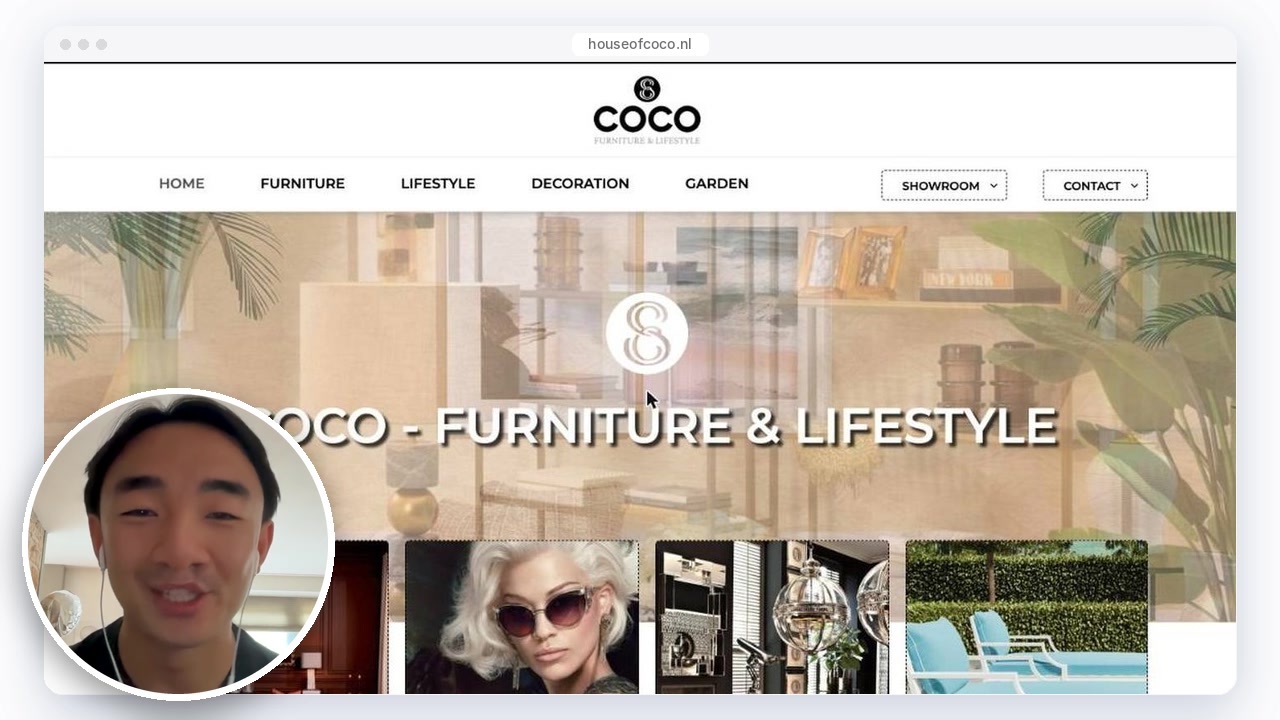 houseofcoco.nl
COCO
FURNITURE & LIFESTYLE
HOME FURNITURE LIFESTYLE DECORATION GARDEN SHOWROOM CONTACT
NEW YORK
COCO - FURNITURE & LIFESTYLE